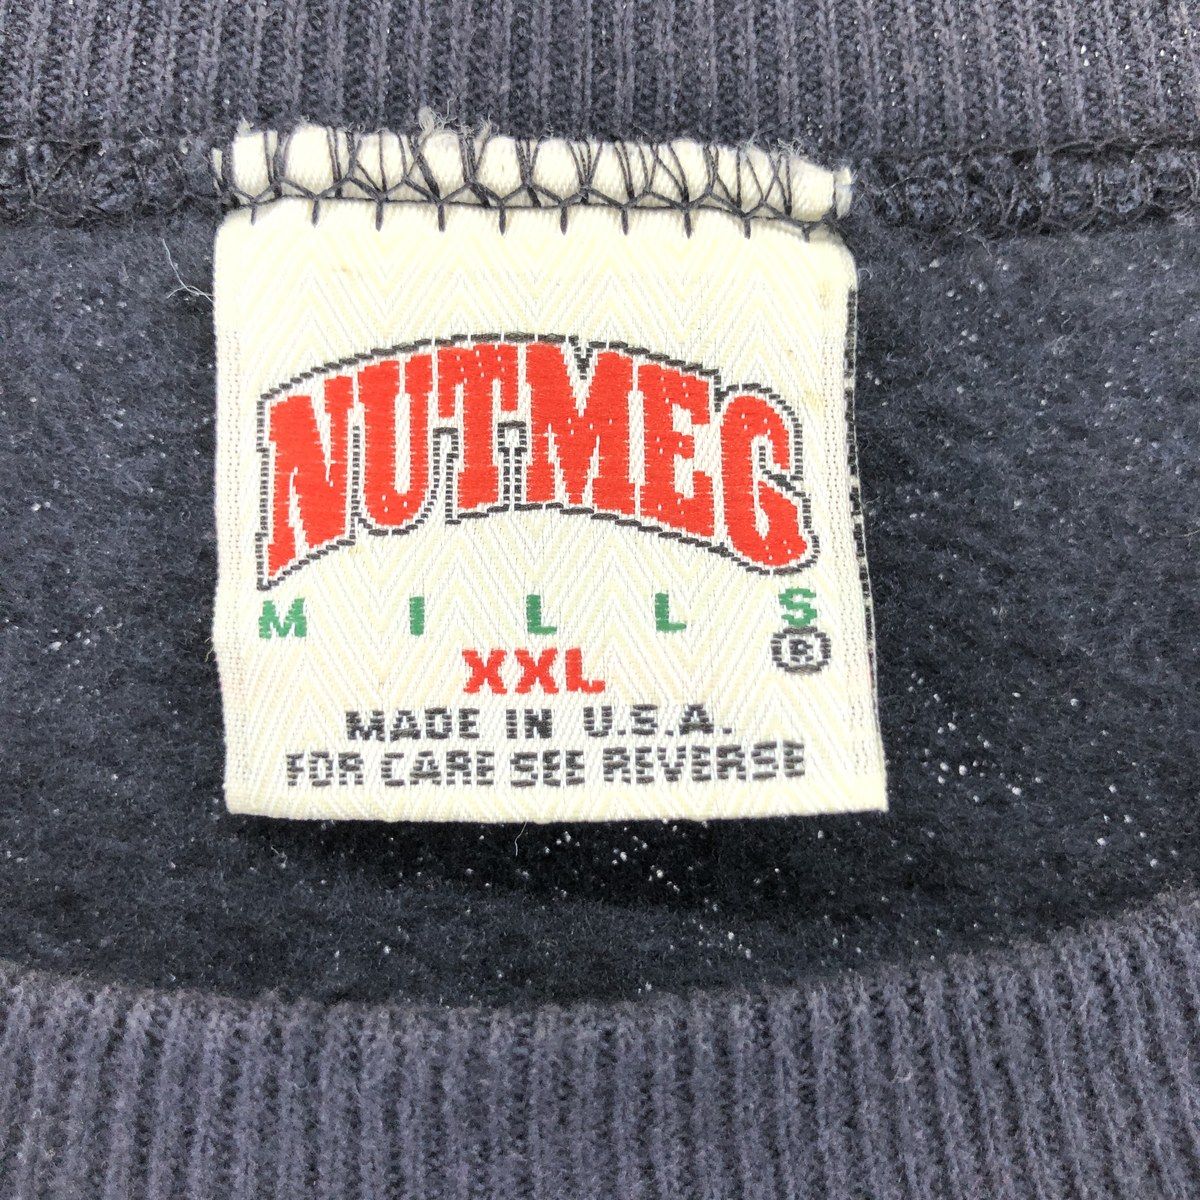 NUTMEG
MILLS
®
XXL
MADE IN U.S.A.
FOR CARE SEE REVERSE